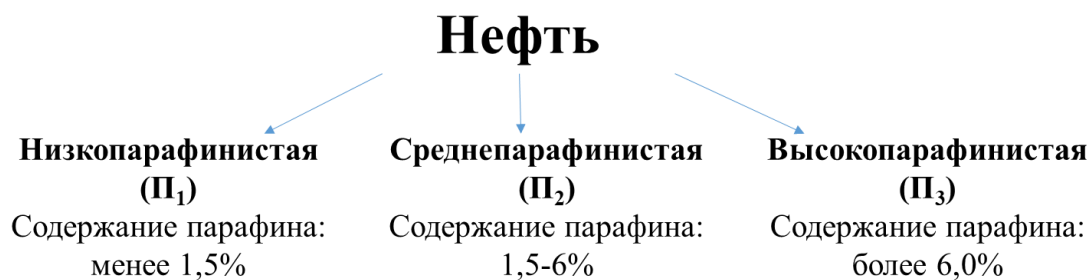 Нефть
Низкопарафинистая
(П₁)
Содержание парафина:
менее 1,5%
Среднепарафинистая
(П₂)
Содержание парафина:
1,5-6%
Высокопарафинистая
(П₃)
Содержание парафина:
более 6,0%